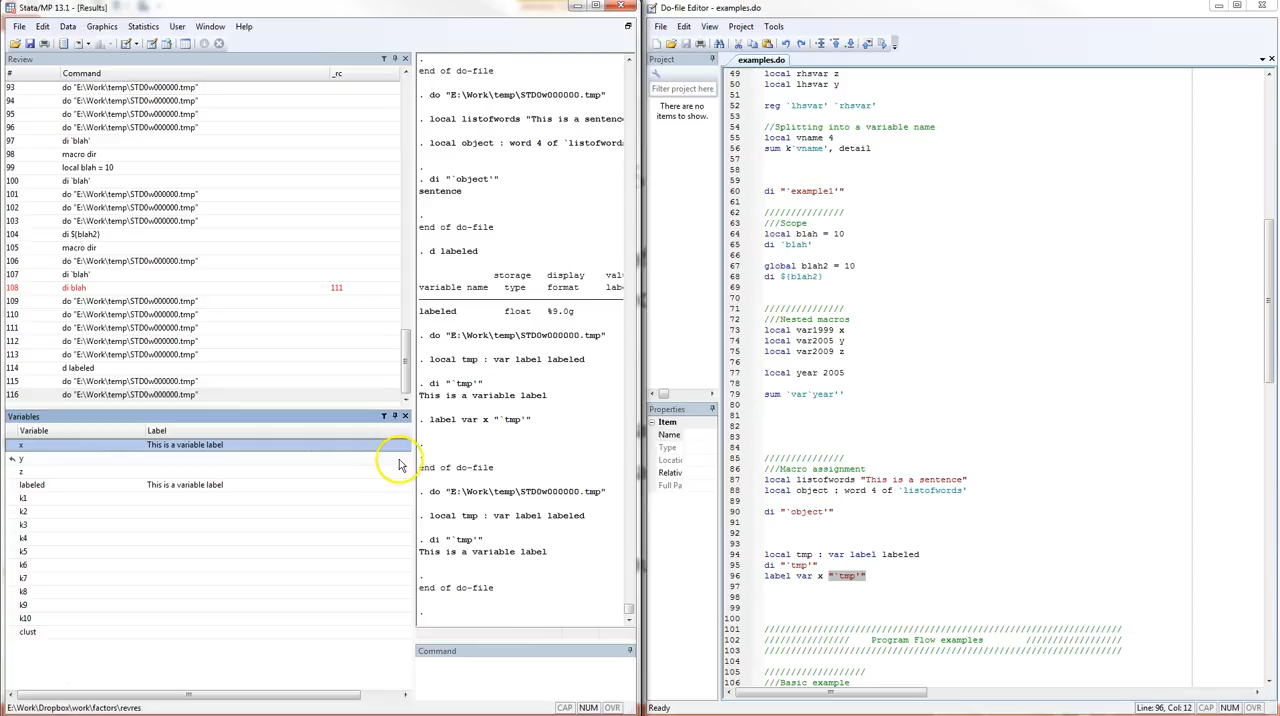 Stata/MP 13.1 - [Results]
File Edit Data Graphics Statistics User Window Help
Review
# Command rc
93 do "E:\Work\temp\STD0w000000.tmp"
94 do "E:\Work\temp\STD0w000000.tmp"
95 do "E:\Work\temp\STD0w000000.tmp"
96 do "E:\Work\temp\STD0w000000.tmp"
97 di `blah'
98 macro dir
99 local blah = 10
100 di `blah'
101 do "E:\Work\temp\STD0w000000.tmp"
102 do "E:\Work\temp\STD0w000000.tmp"
103 do "E:\Work\temp\STD0w000000.tmp"
104 di ${blah2}
105 macro dir
106 do "E:\Work\temp\STD0w000000.tmp"
107 di `blah'
108 di blah 111
109 do "E:\Work\temp\STD0w000000.tmp"
110 do "E:\Work\temp\STD0w000000.tmp"
111 do "E:\Work\temp\STD0w000000.tmp"
112 do "E:\Work\temp\STD0w000000.tmp"
113 do "E:\Work\temp\STD0w000000.tmp"
114 d labeled
115 do "E:\Work\temp\STD0w000000.tmp"
116 do "E:\Work\temp\STD0w000000.tmp"
Variables
Variable Label
x This is a variable label
y
z
labeled This is a variable label
k1
k2
k3
k4
k5
k6
k7
k8
k9
k10
clust
E:\Work\Dropbox\work\factors\revers
.
end of do-file
. do "E:\Work\temp\STD0w000000.tmp"
. local listofwords "This is a sentenc
. local object : word 4 of `listofword
.
. di "`object'"
sentence
.
end of do-file
. d labeled
storage display val
variable name type format lab
labeled float %9.0g
. do "E:\Work\temp\STD0w000000.tmp"
. local tmp : var label labeled
. di "`tmp'"
This is a variable label
. label var x "`tmp'"
.
end of do-file
. do "E:\Work\temp\STD0w000000.tmp"
. local tmp : var label labeled
. di "`tmp'"
This is a variable label
.
end of do-file
.
Command
CAP NUM OVR
Do-file Editor - examples.do
File Edit View Project Tools
Project
Filter project here
There are no
items to show.
Properties
Item
Name
Type
Locati
Relativ
Full Pa
Ready
examples.do
49 local rhsvar z
50 local lhsvar y
51
52 reg `lhsvar' `rhsvar'
53
54 //Splitting into a variable name
55 local vname 4
56 sum k`vname', detail
57
58
59
60 di "`example1'"
61
62 ///////////////
63 ///Scope
64 local blah = 10
65 di `blah'
66
67 global blah2 = 10
68 di ${blah2}
69
70
71 ///////////////
72 ///Nested macros
73 local var1999 x
74 local var2005 y
75 local var2009 z
76
77 local year 2005
78
79 sum `var`year''
80
81
82
83
84
85 ///////////////
86 ///Macro assignment
87 local listofwords "This is a sentence"
88 local object : word 4 of `listofwords'
89
90 di "`object'"
91
92
93
94 local tmp : var label labeled
95 di "`tmp'"
96 label var x "`tmp'"
97
98
99
100
101 ///////////////////////////////////////////////////////////////////
102 //////////////// Program Flow examples /////////////////
103 ///////////////////////////////////////////////////////////////////
104
105 ///////////////////
106 ///Basic example
Line: 96, Col: 12 CAP NUM OVR